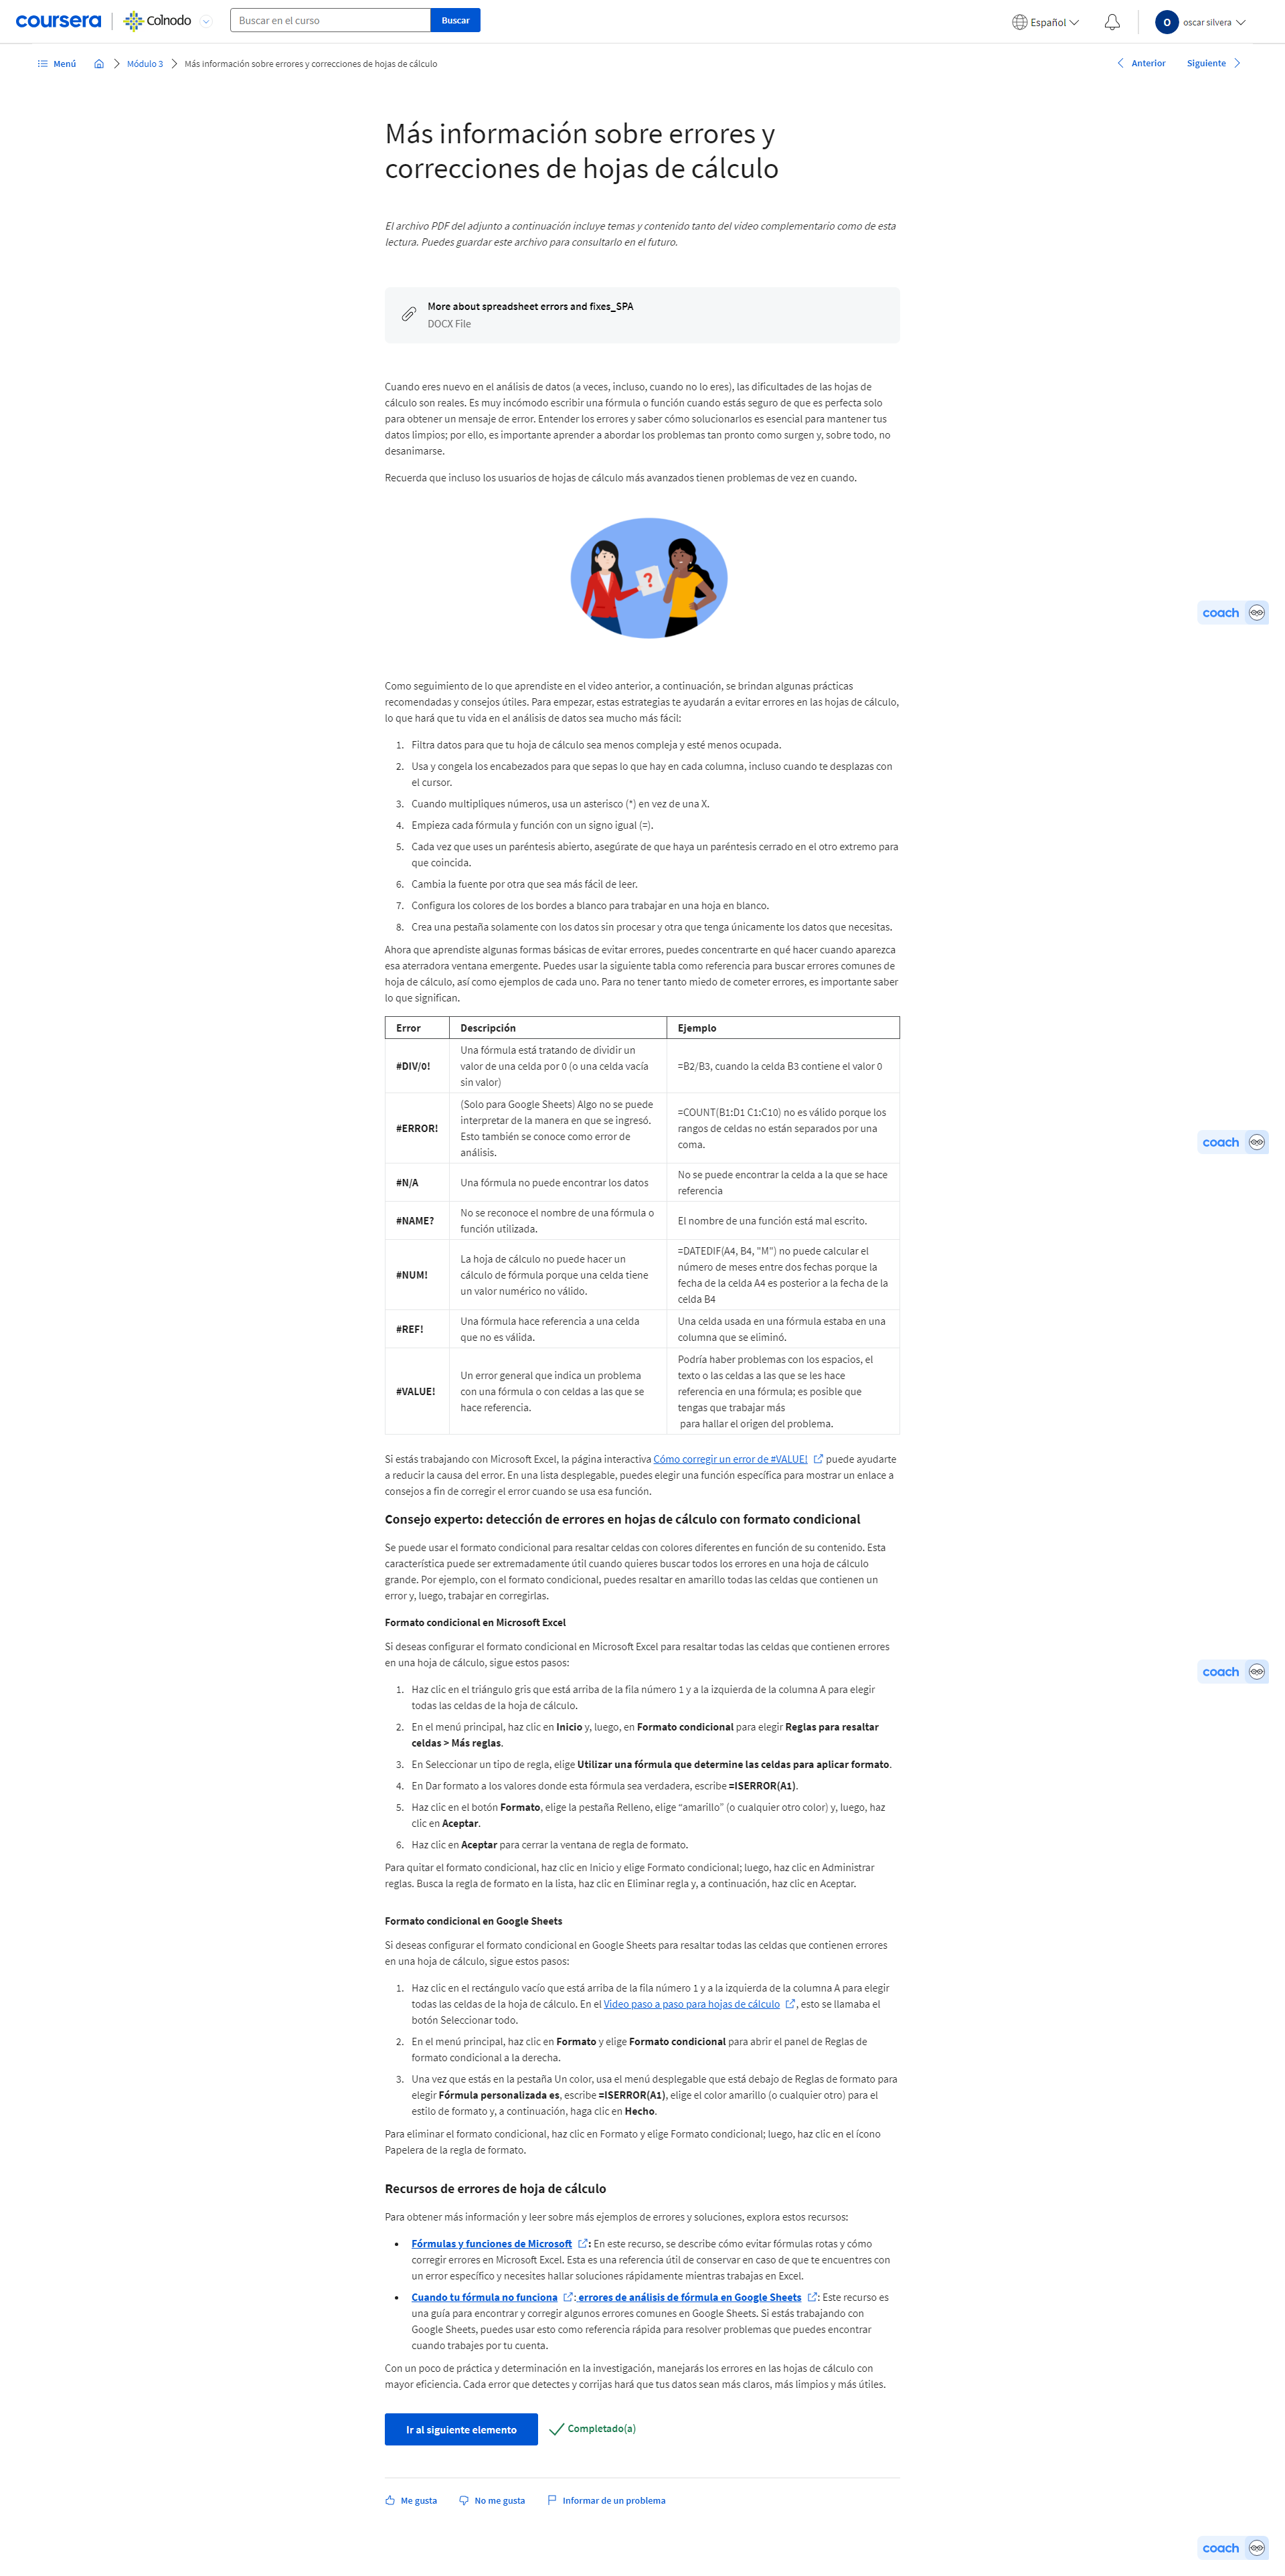 coursera
Colnodo
Buscar en el curso
Buscar
Español
O
oscar silvera
Menú
Módulo 3
Más información sobre errores y correcciones de hojas de cálculo
Anterior
Siguiente
Más información sobre errores y
correcciones de hojas de cálculo
El archivo PDF del adjunto a continuación incluye temas y contenido tanto del video complementario como de esta
lectura. Puedes guardar este archivo para consultarlo en el futuro.
More about spreadsheet errors and fixes_SPA
DOCX File
Cuando eres nuevo en el análisis de datos (a veces, incluso, cuando no lo eres), las dificultades de las hojas de
cálculo son reales. Es muy incómodo escribir una fórmula o función cuando estás seguro de que es perfecta solo
para obtener un mensaje de error. Entender los errores y saber cómo solucionarlos es esencial para mantener tus
datos limpios; por ello, es importante aprender a abordar los problemas tan pronto como surgen y, sobre todo, no
desanimarse.
Recuerda que incluso los usuarios de hojas de cálculo más avanzados tienen problemas de vez en cuando.
?
coach
Como seguimiento de lo que aprendiste en el video anterior, a continuación, se brindan algunas prácticas
recomendadas y consejos útiles. Para empezar, estas estrategias te ayudarán a evitar errores en las hojas de cálculo,
lo que hará que tu vida en el análisis de datos sea mucho más fácil:
1. Filtra datos para que tu hoja de cálculo sea menos compleja y esté menos ocupada.
2. Usa y congela los encabezados para que sepas lo que hay en cada columna, incluso cuando te desplazas con
el cursor.
3. Cuando multipliques números, usa un asterisco (*) en vez de una X.
4. Empieza cada fórmula y función con un signo igual (=).
5. Cada vez que uses un paréntesis abierto, asegúrate de que haya un paréntesis cerrado en el otro extremo para
que coincida.
6. Cambia la fuente por otra que sea más fácil de leer.
7. Configura los colores de los bordes a blanco para trabajar en una hoja en blanco.
8. Crea una pestaña solamente con los datos sin procesar y otra que tenga únicamente los datos que necesitas.
Ahora que aprendiste algunas formas básicas de evitar errores, puedes concentrarte en qué hacer cuando aparezca
esa aterradora ventana emergente. Puedes usar la siguiente tabla como referencia para buscar errores comunes de
hoja de cálculo, así como ejemplos de cada uno. Para no tener tanto miedo de cometer errores, es importante saber
lo que significan.
Error
Descripción
Ejemplo
#DIV/0!
Una fórmula está tratando de dividir un
valor de una celda por 0 (o una celda vacía
sin valor)
=B2/B3, cuando la celda B3 contiene el valor 0
#ERROR!
(Solo para Google Sheets) Algo no se puede
interpretar de la manera en que se ingresó.
Esto también se conoce como error de
análisis.
=COUNT(B1:D1 C1:C10) no es válido porque los
rangos de celdas no están separados por una
coma.
coach
#N/A
Una fórmula no puede encontrar los datos
No se puede encontrar la celda a la que se hace
referencia
#NAME?
No se reconoce el nombre de una fórmula o
función utilizada.
El nombre de una función está mal escrito.
#NUM!
La hoja de cálculo no puede hacer un
cálculo de fórmula porque una celda tiene
un valor numérico no válido.
=DATEDIF(A4, B4, "M") no puede calcular el
número de meses entre dos fechas porque la
fecha de la celda A4 es posterior a la fecha de la
celda B4
#REF!
Una fórmula hace referencia a una celda
que no es válida.
Una celda usada en una fórmula estaba en una
columna que se eliminó.
#VALUE!
Un error general que indica un problema
con una fórmula o con celdas a las que se
hace referencia.
Podría haber problemas con los espacios, el
texto o las celdas a las que se les hace
referencia en una fórmula; es posible que
tengas que trabajar más
para hallar el origen del problema.
Si estás trabajando con Microsoft Excel, la página interactiva Cómo corregir un error de #VALUE! puede ayudarte
a reducir la causa del error. En una lista desplegable, puedes elegir una función específica para mostrar un enlace a
consejos a fin de corregir el error cuando se usa esa función.
Consejo experto: detección de errores en hojas de cálculo con formato condicional
Se puede usar el formato condicional para resaltar celdas con colores diferentes en función de su contenido. Esta
característica puede ser extremadamente útil cuando quieres buscar todos los errores en una hoja de cálculo
grande. Por ejemplo, con el formato condicional, puedes resaltar en amarillo todas las celdas que contienen un
error y, luego, trabajar en corregirlas.
Formato condicional en Microsoft Excel
Si deseas configurar el formato condicional en Microsoft Excel para resaltar todas las celdas que contienen errores
en una hoja de cálculo, sigue estos pasos:
coach
1. Haz clic en el triángulo gris que está arriba de la fila número 1 y a la izquierda de la columna A para elegir
todas las celdas de la hoja de cálculo.
2. En el menú principal, haz clic en Inicio y, luego, en Formato condicional para elegir Reglas para resaltar
celdas > Más reglas.
3. En Seleccionar un tipo de regla, elige Utilizar una fórmula que determine las celdas para aplicar formato.
4. En Dar formato a los valores donde esta fórmula sea verdadera, escribe =ISERROR(A1).
5. Haz clic en el botón Formato, elige la pestaña Relleno, elige “amarillo” (o cualquier otro color) y, luego, haz
clic en Aceptar.
6. Haz clic en Aceptar para cerrar la ventana de regla de formato.
Para quitar el formato condicional, haz clic en Inicio y elige Formato condicional; luego, haz clic en Administrar
reglas. Busca la regla de formato en la lista, haz clic en Eliminar regla y, a continuación, haz clic en Aceptar.
Formato condicional en Google Sheets
Si deseas configurar el formato condicional en Google Sheets para resaltar todas las celdas que contienen errores
en una hoja de cálculo, sigue estos pasos:
1. Haz clic en el rectángulo vacío que está arriba de la fila número 1 y a la izquierda de la columna A para elegir
todas las celdas de la hoja de cálculo. En el Video paso a paso para hojas de cálculo , esto se llamaba el
botón Seleccionar todo.
2. En el menú principal, haz clic en Formato y elige Formato condicional para abrir el panel de Reglas de
formato condicional a la derecha.
3. Una vez que estás en la pestaña Un color, usa el menú desplegable que está debajo de Reglas de formato para
elegir Fórmula personalizada es, escribe =ISERROR(A1), elige el color amarillo (o cualquier otro) para el
estilo de formato y, a continuación, haga clic en Hecho.
Para eliminar el formato condicional, haz clic en Formato y elige Formato condicional; luego, haz clic en el ícono
Papelera de la regla de formato.
Recursos de errores de hoja de cálculo
Para obtener más información y leer sobre más ejemplos de errores y soluciones, explora estos recursos:
• Fórmulas y funciones de Microsoft : En este recurso, se describe cómo evitar fórmulas rotas y cómo
corregir errores en Microsoft Excel. Esta es una referencia útil de conservar en caso de que te encuentres con
un error específico y necesites hallar soluciones rápidamente mientras trabajas en Excel.
• Cuando tu fórmula no funciona : errores de análisis de fórmula en Google Sheets : Este recurso es
una guía para encontrar y corregir algunos errores comunes en Google Sheets. Si estás trabajando con
Google Sheets, puedes usar esto como referencia rápida para resolver problemas que puedes encontrar
cuando trabajes por tu cuenta.
Con un poco de práctica y determinación en la investigación, manejarás los errores en las hojas de cálculo con
mayor eficiencia. Cada error que detectes y corrijas hará que tus datos sean más claros, más limpios y más útiles.
Ir al siguiente elemento
Completado(a)
Me gusta
No me gusta
Informar de un problema
coach